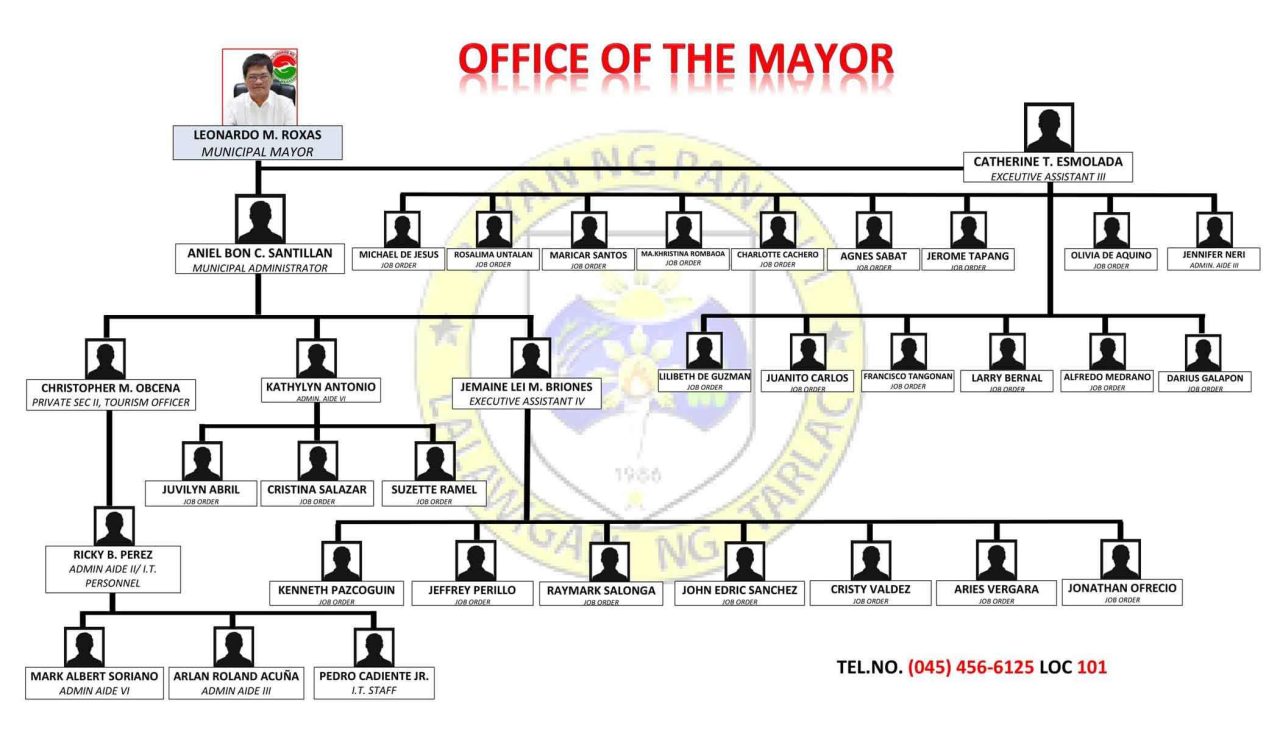 OFFICE OF THE MAYOR
LEONARDO M. ROXAS
MUNICIPAL MAYOR
CATHERINE T. ESMOLADA
EXCEUTIVE ASSISTANT III
ANIEL BON C. SANTILLAN
MUNICIPAL ADMINISTRATOR
MICHAEL DE JESUS
JOB ORDER
ROSALIMA UNTALAN
JOB ORDER
MARICAR SANTOS
JOB ORDER
MA.KHRISTINA ROMBAOA
JOB ORDER
CHARLOTTE CACHERO
JOB ORDER
AGNES SABAT
JOB ORDER
JEROME TAPANG
JOB ORDER
OLIVIA DE AQUINO
JOB ORDER
JENNIFER NERI
ADMIN. AIDE III
CHRISTOPHER M. OBCENA
PRIVATE SEC II, TOURISM OFFICER
KATHYLYN ANTONIO
ADMIN. AIDE VI
JEMAINE LEI M. BRIONES
EXECUTIVE ASSISTANT IV
LILIBETH DE GUZMAN
JOB ORDER
JUANITO CARLOS
JOB ORDER
FRANCISCO TANGONAN
JOB ORDER
LARRY BERNAL
JOB ORDER
ALFREDO MEDRANO
JOB ORDER
DARIUS GALAPON
JOB ORDER
JUVILYN ABRIL
JOB ORDER
CRISTINA SALAZAR
JOB ORDER
SUZETTE RAMEL
JOB ORDER
RICKY B. PEREZ
ADMIN AIDE II/ I.T.
PERSONNEL
KENNETH PAZCOGUIN
JOB ORDER
JEFFREY PERILLO
JOB ORDER
RAYMARK SALONGA
JOB ORDER
JOHN EDRIC SANCHEZ
JOB ORDER
CRISTY VALDEZ
JOB ORDER
ARIES VERGARA
JOB ORDER
JONATHAN OFRECIO
JOB ORDER
MARK ALBERT SORIANO
ADMIN AIDE VI
ARLAN ROLAND ACUÑA
ADMIN AIDE III
PEDRO CADIENTE JR.
I.T. STAFF
TEL.NO. (045) 456-6125 LOC 101
LALAWIGAN NG TARLAC
1986